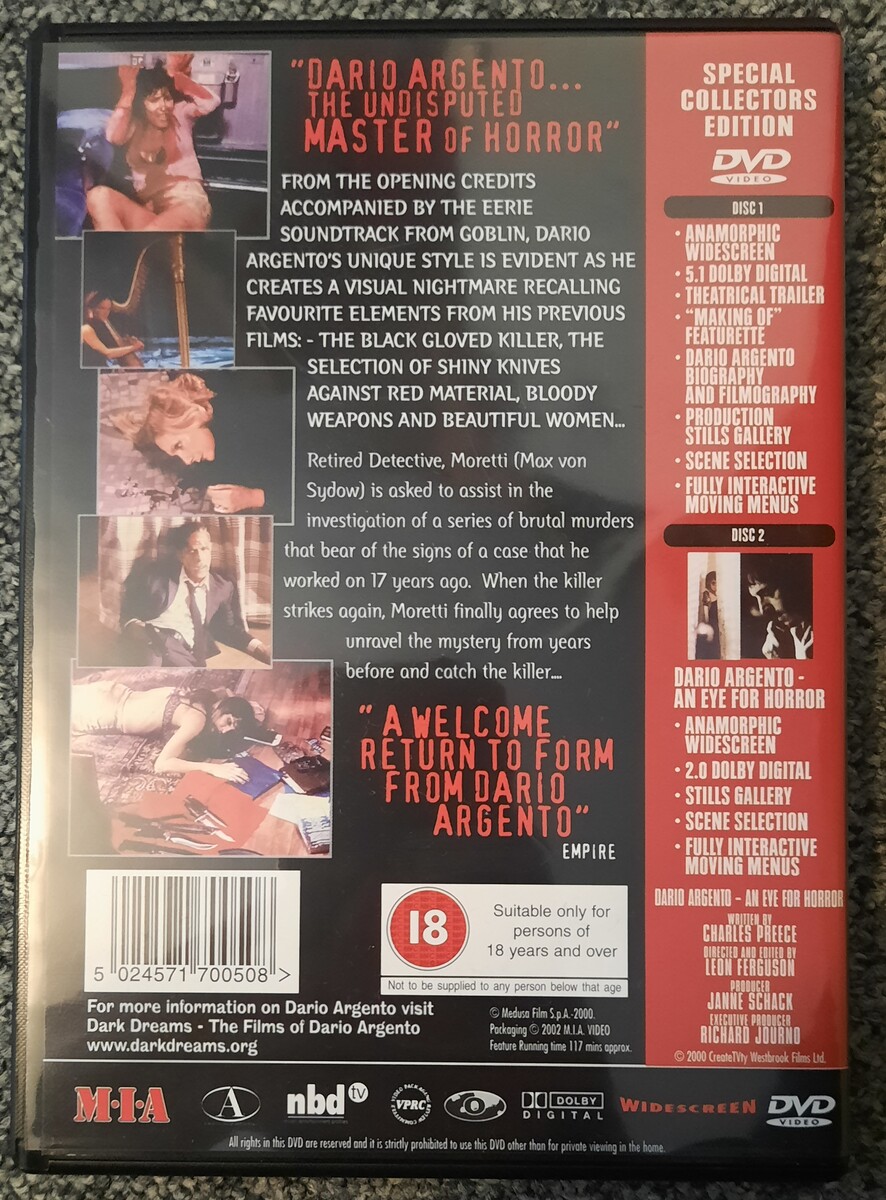 "DARIO ARGENTO...
THE UNDISPUTED
MASTER OF HORROR"
FROM THE OPENING CREDITS
ACCOMPANIED BY THE EERIE
SOUNDTRACK FROM GOBLIN, DARIO
ARGENTO'S UNIQUE STYLE IS EVIDENT AS HE
CREATES A VISUAL NIGHTMARE RECALLING
FAVOURITE ELEMENTS FROM HIS PREVIOUS
FILMS: - THE BLACK GLOVED KILLER, THE
SELECTION OF SHINY KNIVES
AGAINST RED MATERIAL, BLOODY
WEAPONS AND BEAUTIFUL WOMEN...
Retired Detective, Moretti (Max von
Sydow) is asked to assist in the
investigation of a series of brutal murders
that bear of the signs of a case that he
worked on 17 years ago. When the killer
strikes again, Moretti finally agrees to help
unravel the mystery from years
before and catch the killer....
"A WELCOME
RETURN TO FORM
FROM DARIO
ARGENTO"
EMPIRE
SPECIAL
COLLECTORS
EDITION
DVD
VIDEO
DISC 1
• ANAMORPHIC
WIDESCREEN
• 5.1 DOLBY DIGITAL
• THEATRICAL TRAILER
• "MAKING OF"
FEATURETTE
• DARIO ARGENTO
BIOGRAPHY
AND FILMOGRAPHY
• PRODUCTION
STILLS GALLERY
• SCENE SELECTION
• FULLY INTERACTIVE
MOVING MENUS
DISC 2
DARIO ARGENTO -
AN EYE FOR HORROR
• ANAMORPHIC
WIDESCREEN
• 2.0 DOLBY DIGITAL
• STILLS GALLERY
• SCENE SELECTION
• FULLY INTERACTIVE
MOVING MENUS
DARIO ARGENTO - AN EYE FOR HORROR
WRITTEN BY
CHARLES PREECE
DIRECTED AND EDITED BY
LEON FERGUSON
PRODUCER
JANNE SCHACK
EXECUTIVE PRODUCER
RICHARD JOURNO
© 2000 CreateTVty Westbrook Films Ltd.
5 024571 700508 >
18
Suitable only for
persons of
18 years and over
Not to be supplied to any person below that age
For more information on Dario Argento visit
Dark Dreams - The Films of Dario Argento
www.darkdreams.org
© Medusa Film S.p.A.-2000.
Packaging © 2002 M.I.A. VIDEO
Feature Running time 117 mins approx.
M·I·A
A
nbd tv
VPRC
DOLBY
DIGITAL
WIDESCREEN
DVD
VIDEO
All rights in this DVD are reserved and it is strictly prohibited to use this DVD other than for private viewing in the home.